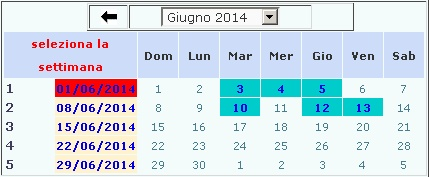 Giugno 2014
seleziona la settimana Dom Lun Mar Mer Gio Ven Sab
1 01/06/2014 1 2 3 4 5 6 7
2 08/06/2014 8 9 10 11 12 13 14
3 15/06/2014 15 16 17 18 19 20 21
4 22/06/2014 22 23 24 25 26 27 28
5 29/06/2014 29 30 1 2 3 4 5